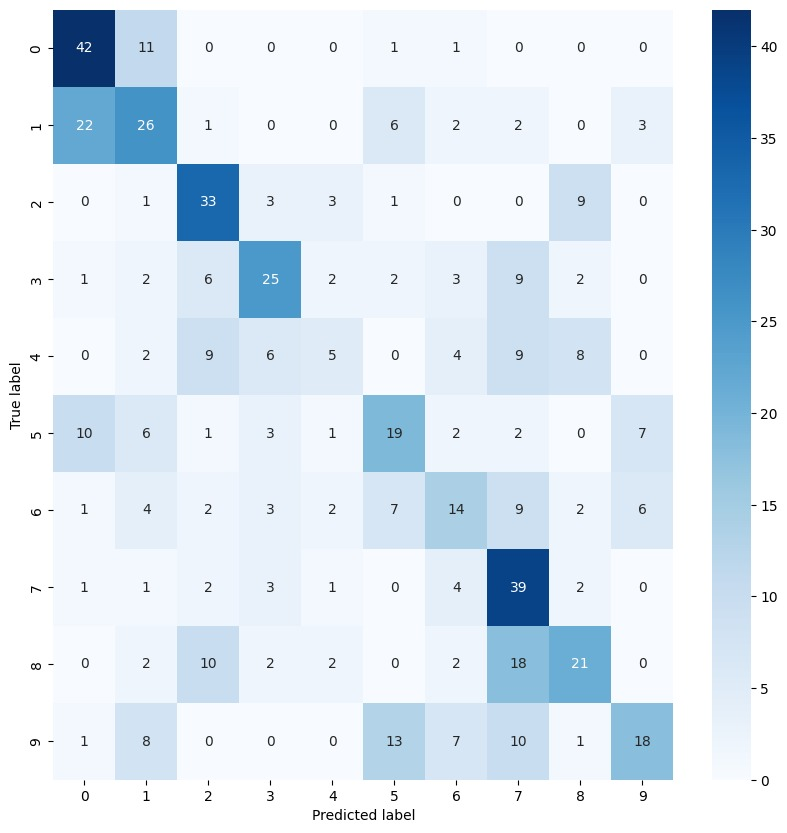 0 42 11 0 0 0 1 1 0 0 0
1 22 26 1 0 0 6 2 2 0 3
2 0 1 33 3 3 1 0 0 9 0
3 1 2 6 25 2 2 3 9 2 0
4 0 2 9 6 5 0 4 9 8 0
5 10 6 1 3 1 19 2 2 0 7
6 1 4 2 3 2 7 14 9 2 6
7 1 1 2 3 1 0 4 39 2 0
8 0 2 10 2 2 0 2 18 21 0
9 1 8 0 0 0 13 7 10 1 18
0 1 2 3 4 5 6 7 8 9
Predicted label
True label
40
35
30
25
20
15
10
5
0